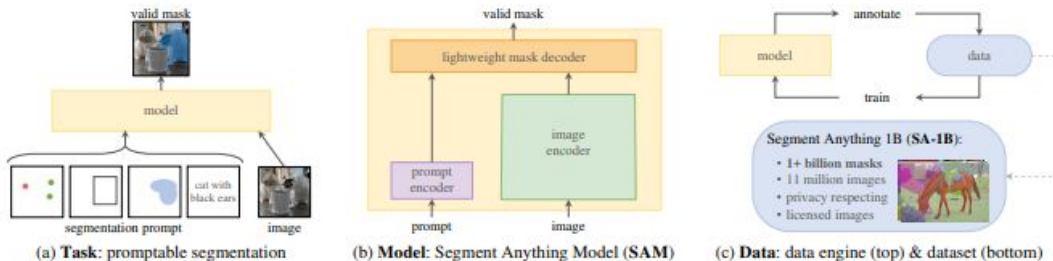 valid mask
model
cat with
black ears
segmentation prompt
image
(a) Task: promptable segmentation
valid mask
lightweight mask decoder
image
encoder
prompt
encoder
prompt
image
(b) Model: Segment Anything Model (SAM)
annotate
model
data
train
Segment Anything 1B (SA-1B):
• 1+ billion masks
• 11 million images
• privacy respecting
• licensed images
(c) Data: data engine (top) & dataset (bottom)